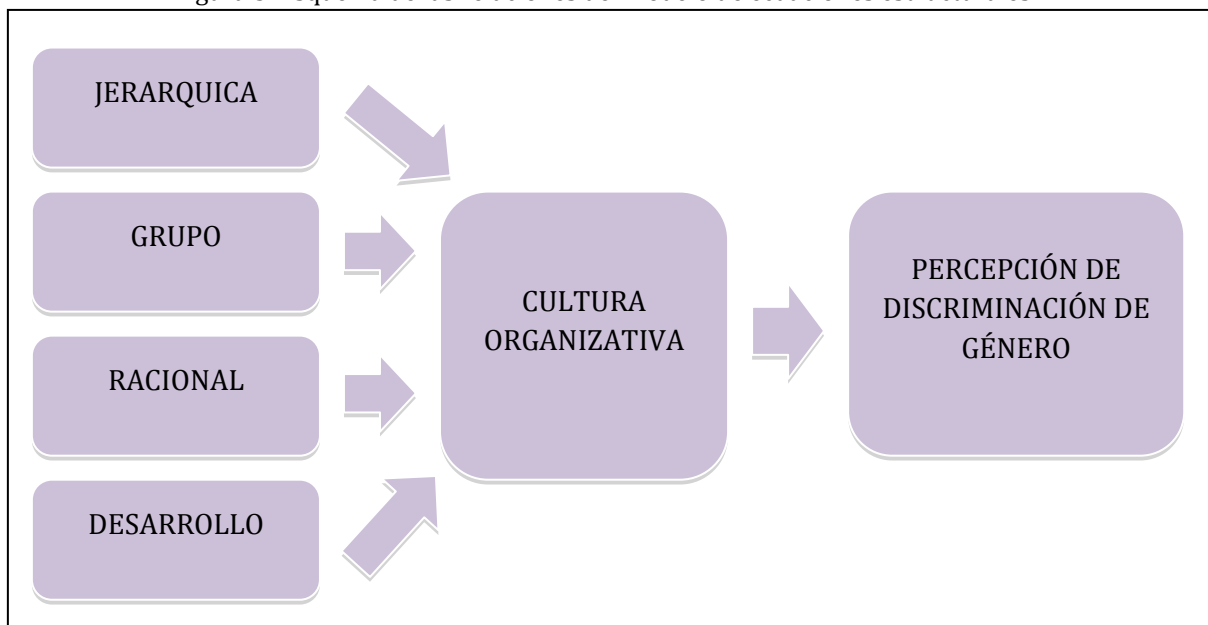 JERARQUICA
GRUPO
RACIONAL
DESARROLLO
CULTURA
ORGANIZATIVA
PERCEPCIÓN DE
DISCRIMINACIÓN DE
GÉNERO